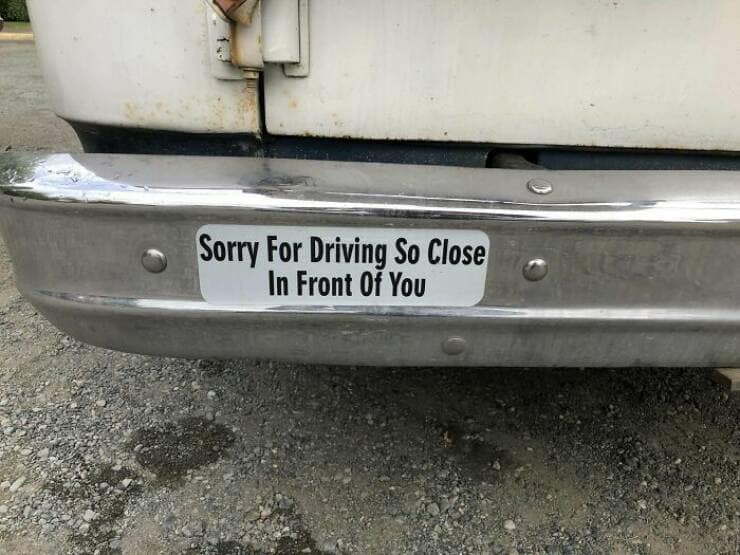 Sorry For Driving So Close
In Front Of You